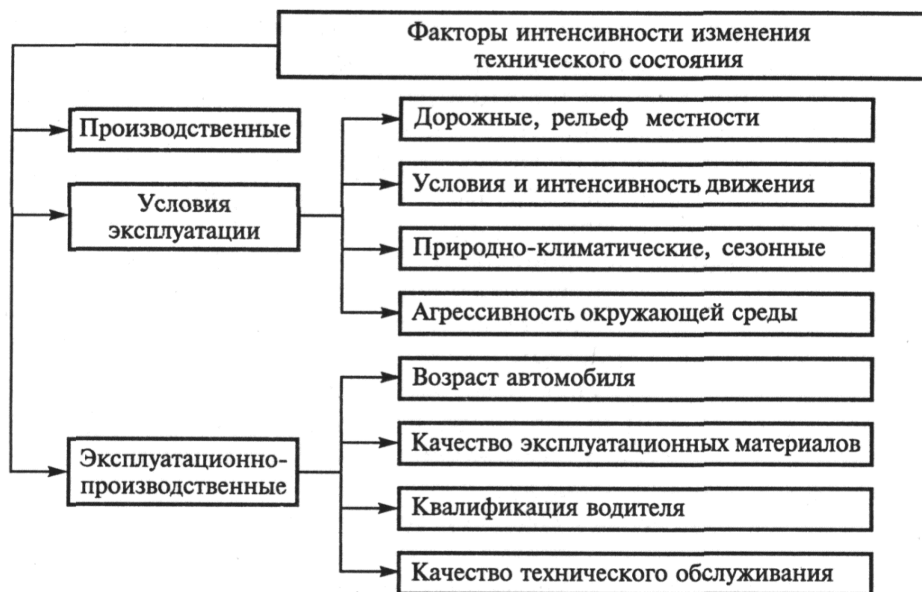 Факторы интенсивности изменения
технического состояния
Производственные
Условия
эксплуатации
Дорожные, рельеф местности
Условия и интенсивность движения
Природно-климатические, сезонные
Агрессивность окружающей среды
Эксплуатационно-
производственные
Возраст автомобиля
Качество эксплуатационных материалов
Квалификация водителя
Качество технического обслуживания